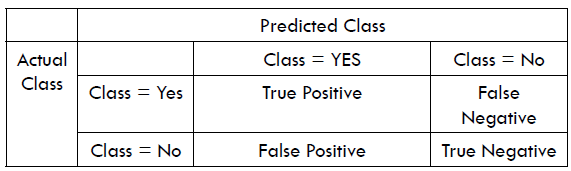 Predicted Class
Actual Class
Class = YES
Class = No
Class = Yes
True Positive
False Negative
Class = No
False Positive
True Negative